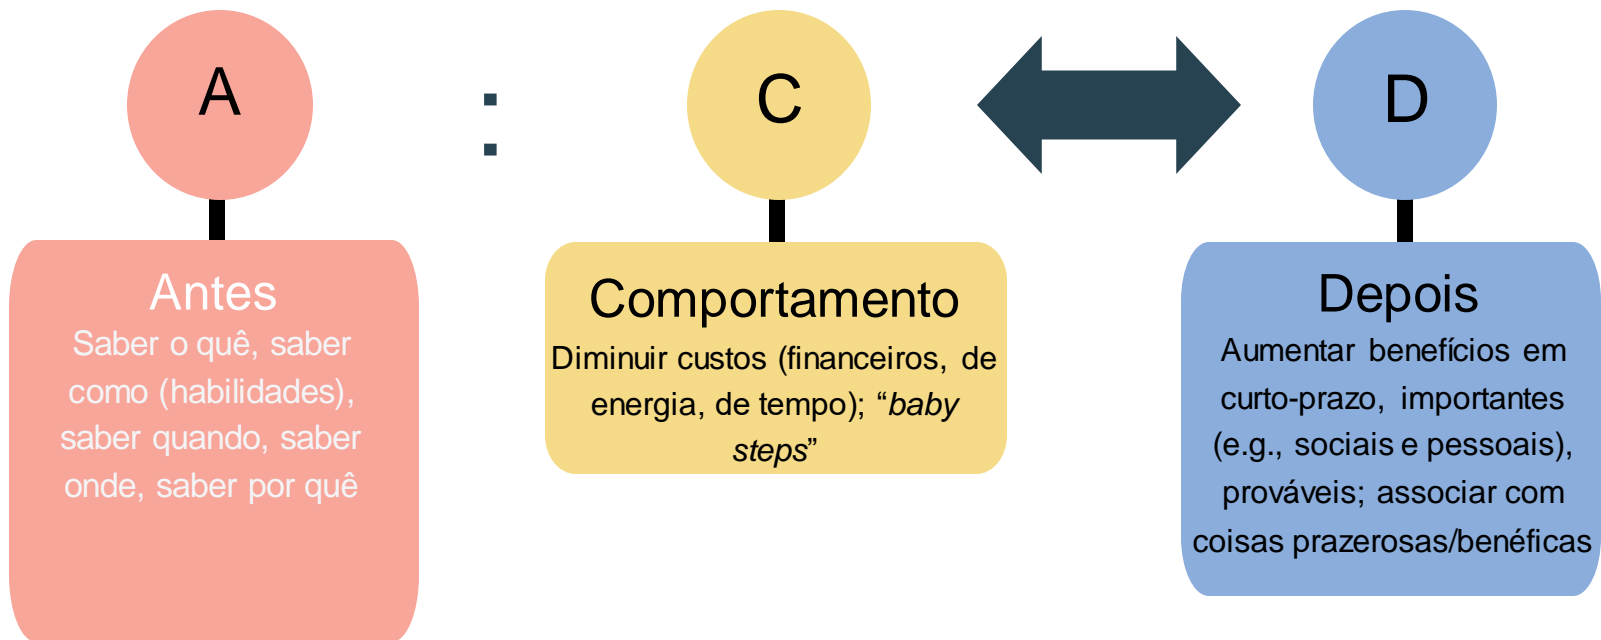 A
:
C
D
Antes
Saber o quê, saber
como (habilidades),
saber quando, saber
onde, saber por quê
Comportamento
Diminuir custos (financeiros, de
energia, de tempo); “baby
steps”
Depois
Aumentar benefícios em
curto-prazo, importantes
(e.g., sociais e pessoais),
prováveis; associar com
coisas prazerosas/benéficas